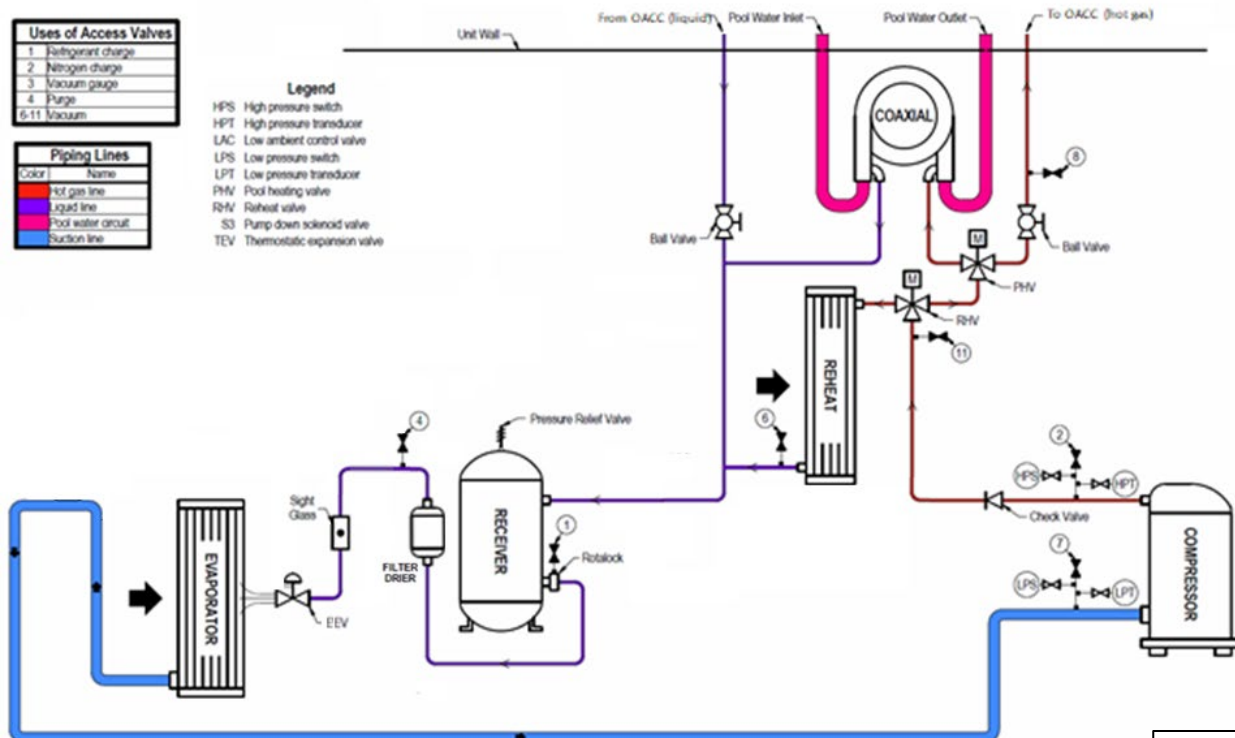 From OACC (liquid)
Pool Water Inlet
Pool Water Outlet
To OACC (hot gas)
Unit Wall
Uses of Access Valves
1 Refrigerant charge
2 Nitrogen charge
3 Vacuum gauge
4 Purge
6-11 Vacuum
Piping Lines
Color Name
Hot gas line
Liquid line
Pool water circuit
Suction line
Legend
HPS High pressure switch
HPT High pressure transducer
LAC Low ambient control valve
LPS Low pressure switch
LPT Low pressure transducer
PHV Pool heating valve
RHV Reheat valve
S3 Pump down solenoid valve
TEV Thermostatic expansion valve
COAXIAL
8
Ball Valve
Ball Valve
M
PHV
M
RHV
11
REHEAT
6
Pressure Relief Valve
4
Sight
Glass
FILTER
DRIER
RECEIVER
1
Rotalock
EVAPORATOR
EEV
2
HPS
HPT
Check Valve
7
LPS
LPT
COMPRESSOR